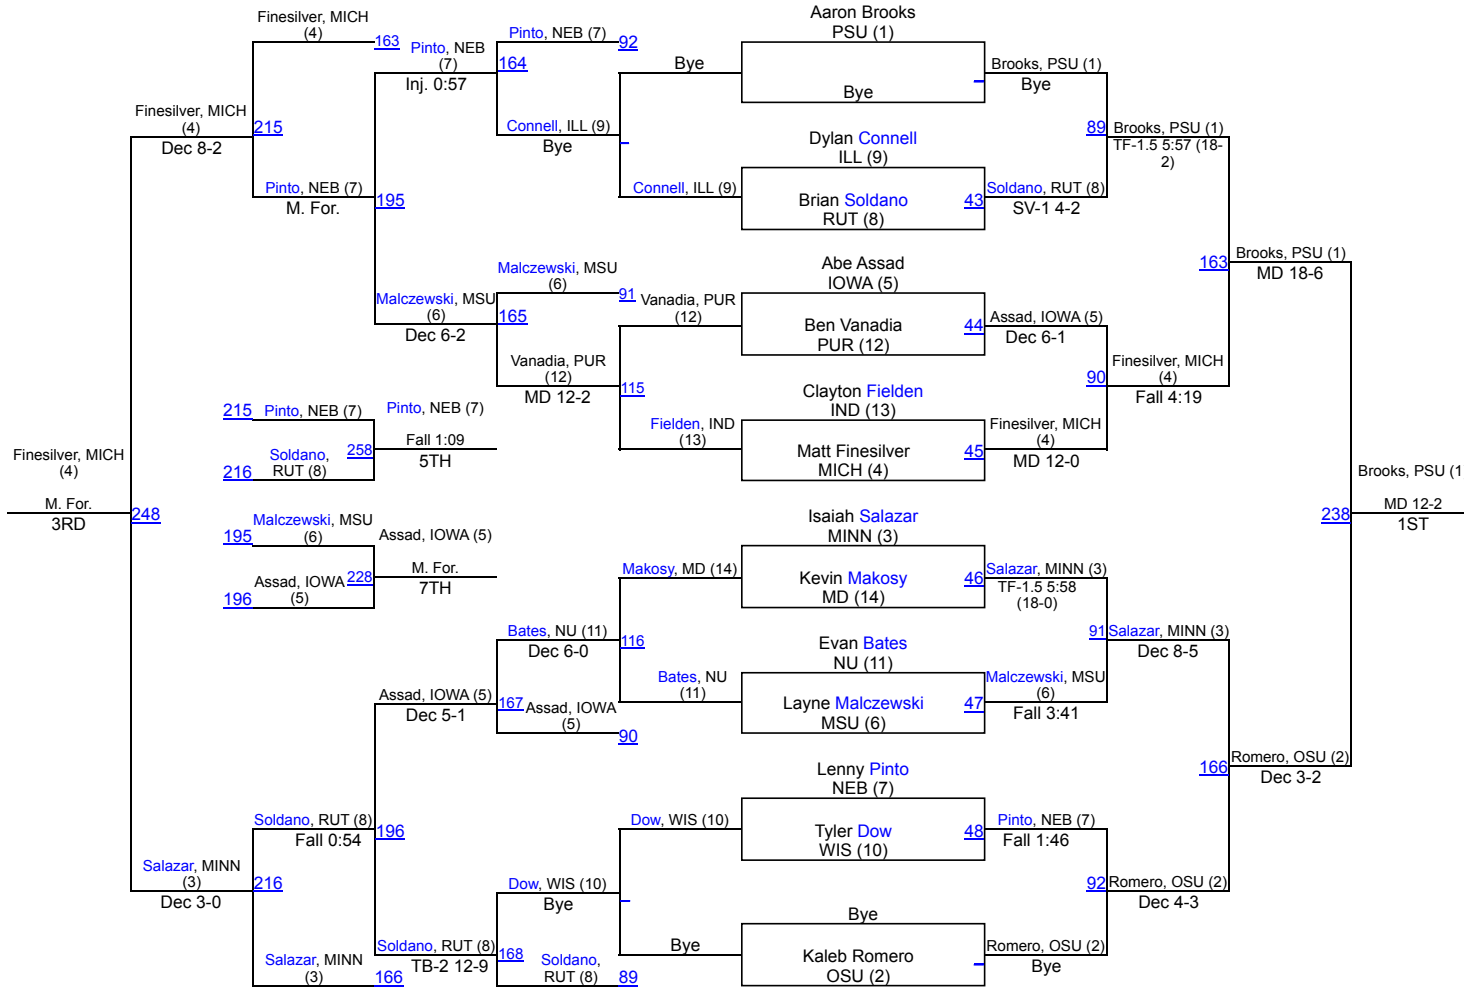 Aaron Brooks
PSU (1)
Finesilver, MICH
(4)
163
Pinto, NEB
(7)
Inj. 0:57
Pinto, NEB (7)
92
164
Bye
Bye
Brooks, PSU (1)
Bye
Finesilver, MICH
(4)
Dec 8-2
215
Connell, ILL (9)
Bye
Dylan Connell
ILL (9)
89
Brooks, PSU (1)
TF-1.5 5:57 (18-
2)
Pinto, NEB (7)
M. For.
195
Connell, ILL (9)
Brian Soldano
RUT (8)
43
Soldano, RUT (8)
SV-1 4-2
Malczewski, MSU
(6)
91
Abe Assad
IOWA (5)
163
Brooks, PSU (1)
MD 18-6
Malczewski, MSU
(6)
Dec 6-2
165
Vanadia, PUR
(12)
Ben Vanadia
PUR (12)
44
Assad, IOWA (5)
Dec 6-1
Vanadia, PUR
(12)
MD 12-2
115
Clayton Fielden
IND (13)
90
Finesilver, MICH
(4)
Fall 4:19
215
Pinto, NEB (7)
Pinto, NEB (7)
258
Fall 1:09
5TH
216
Soldano,
RUT (8)
Fielden, IND
(13)
Matt Finesilver
MICH (4)
45
Finesilver, MICH
(4)
MD 12-0
Finesilver, MICH
(4)
M. For.
3RD
248
Brooks, PSU (1
MD 12-2
1ST
238
Isaiah Salazar
MINN (3)
195
Malczewski, MSU
(6)
Assad, IOWA (5)
228
M. For.
7TH
196
Assad, IOWA
(5)
Makosy, MD (14)
Kevin Makosy
MD (14)
46
Salazar, MINN (3)
TF-1.5 5:58
(18-0)
Bates, NU (11)
Dec 6-0
116
Evan Bates
NU (11)
91
Salazar, MINN (3)
Dec 8-5
Assad, IOWA (5)
Dec 5-1
167
Assad, IOWA
(5)
90
Bates, NU
(11)
Layne Malczewski
MSU (6)
47
Malczewski, MSU
(6)
Fall 3:41
Lenny Pinto
NEB (7)
166
Romero, OSU (2)
Dec 3-2
Soldano, RUT (8)
Fall 0:54
196
Dow, WIS (10)
Tyler Dow
WIS (10)
48
Pinto, NEB (7)
Fall 1:46
Salazar, MINN
(3)
Dec 3-0
216
Dow, WIS (10)
Bye
92
Romero, OSU (2)
Dec 4-3
Bye
Salazar, MINN
(3)
166
Soldano, RUT (8)
TB-2 12-9
168
Soldano,
RUT (8)
89
Bye
Kaleb Romero
OSU (2)
Romero, OSU (2)
Bye